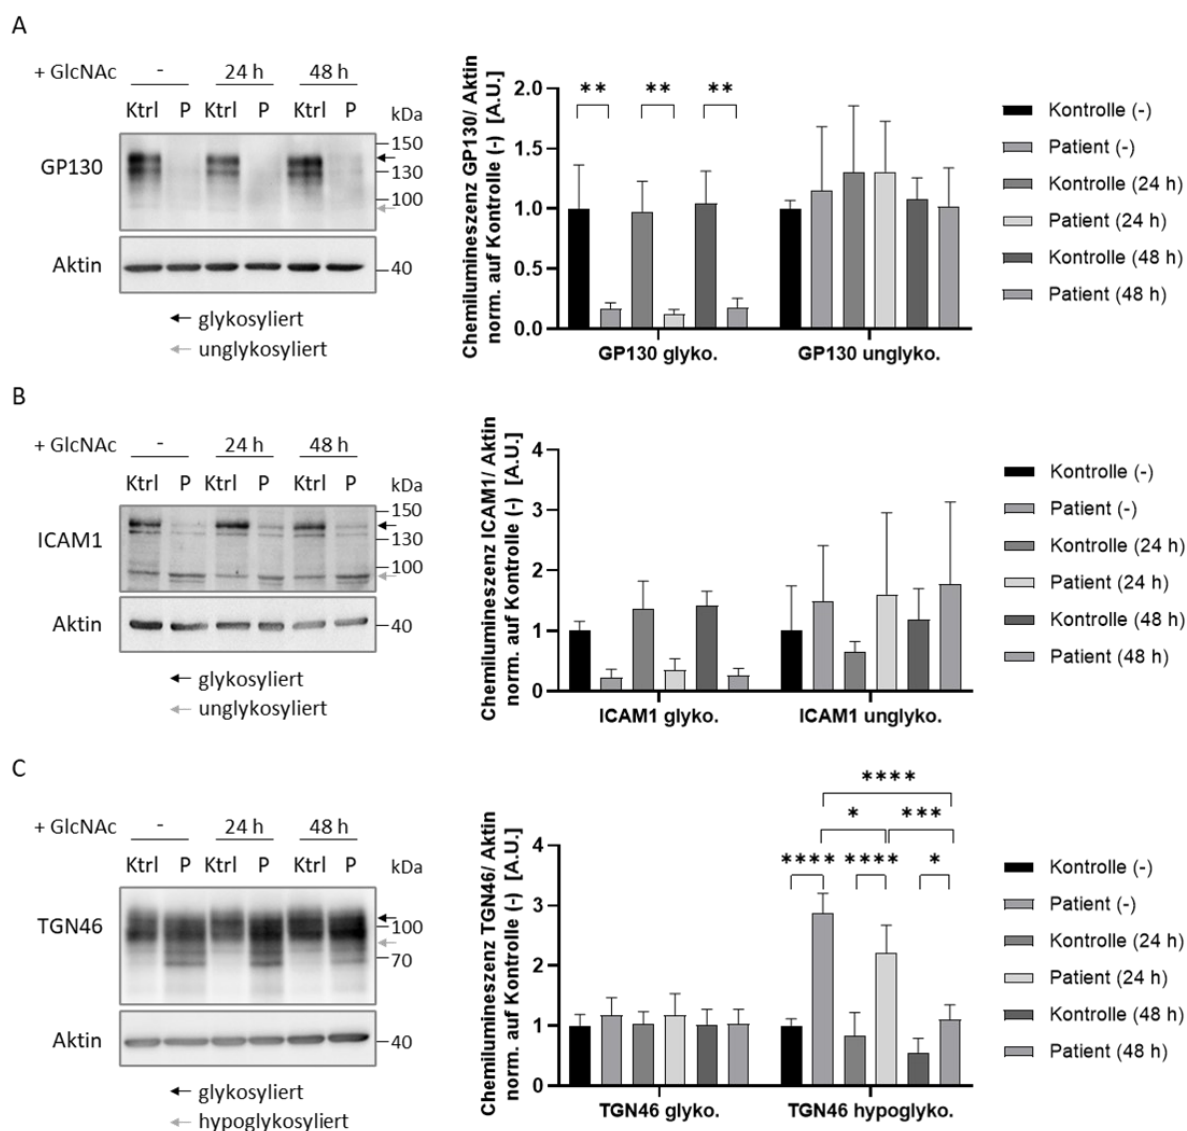 A
+ GlcNAc - 24 h 48 h
Ktrl P Ktrl P Ktrl P kDa
GP130
150
130
100
Aktin
40
← glykosyliert
← unglykosyliert
Chemilumineszenz GP130/ Aktin
norm. auf Kontrolle (-) [A.U.]
2.0
1.5
1.0
0.5
0.0
** ** **
GP130 glyko. GP130 unglyko.
Kontrolle (-)
Patient (-)
Kontrolle (24 h)
Patient (24 h)
Kontrolle (48 h)
Patient (48 h)
B
+ GlcNAc - 24 h 48 h
Ktrl P Ktrl P Ktrl P kDa
ICAM1
150
130
100
Aktin
40
← glykosyliert
← unglykosyliert
Chemilumineszenz ICAM1/ Aktin
norm. auf Kontrolle (-) [A.U.]
4
3
2
1
0
ICAM1 glyko. ICAM1 unglyko.
Kontrolle (-)
Patient (-)
Kontrolle (24 h)
Patient (24 h)
Kontrolle (48 h)
Patient (48 h)
C
+ GlcNAc - 24 h 48 h
Ktrl P Ktrl P Ktrl P kDa
TGN46
100
70
Aktin
40
← glykosyliert
← hypoglykosyliert
Chemilumineszenz TGN46/ Aktin
norm. auf Kontrolle (-) [A.U.]
4
3
2
1
0
****
* ***
**** **** *
TGN46 glyko. TGN46 hypoglyko.
Kontrolle (-)
Patient (-)
Kontrolle (24 h)
Patient (24 h)
Kontrolle (48 h)
Patient (48 h)